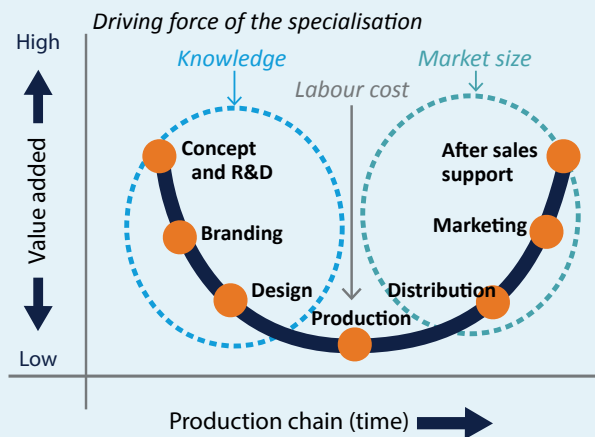 Driving force of the specialisation
High
Knowledge
Market size
Labour cost
Concept
and R&D
After sales
support
Branding
Marketing
Value added
Design
Distribution
Production
Low
Production chain (time)